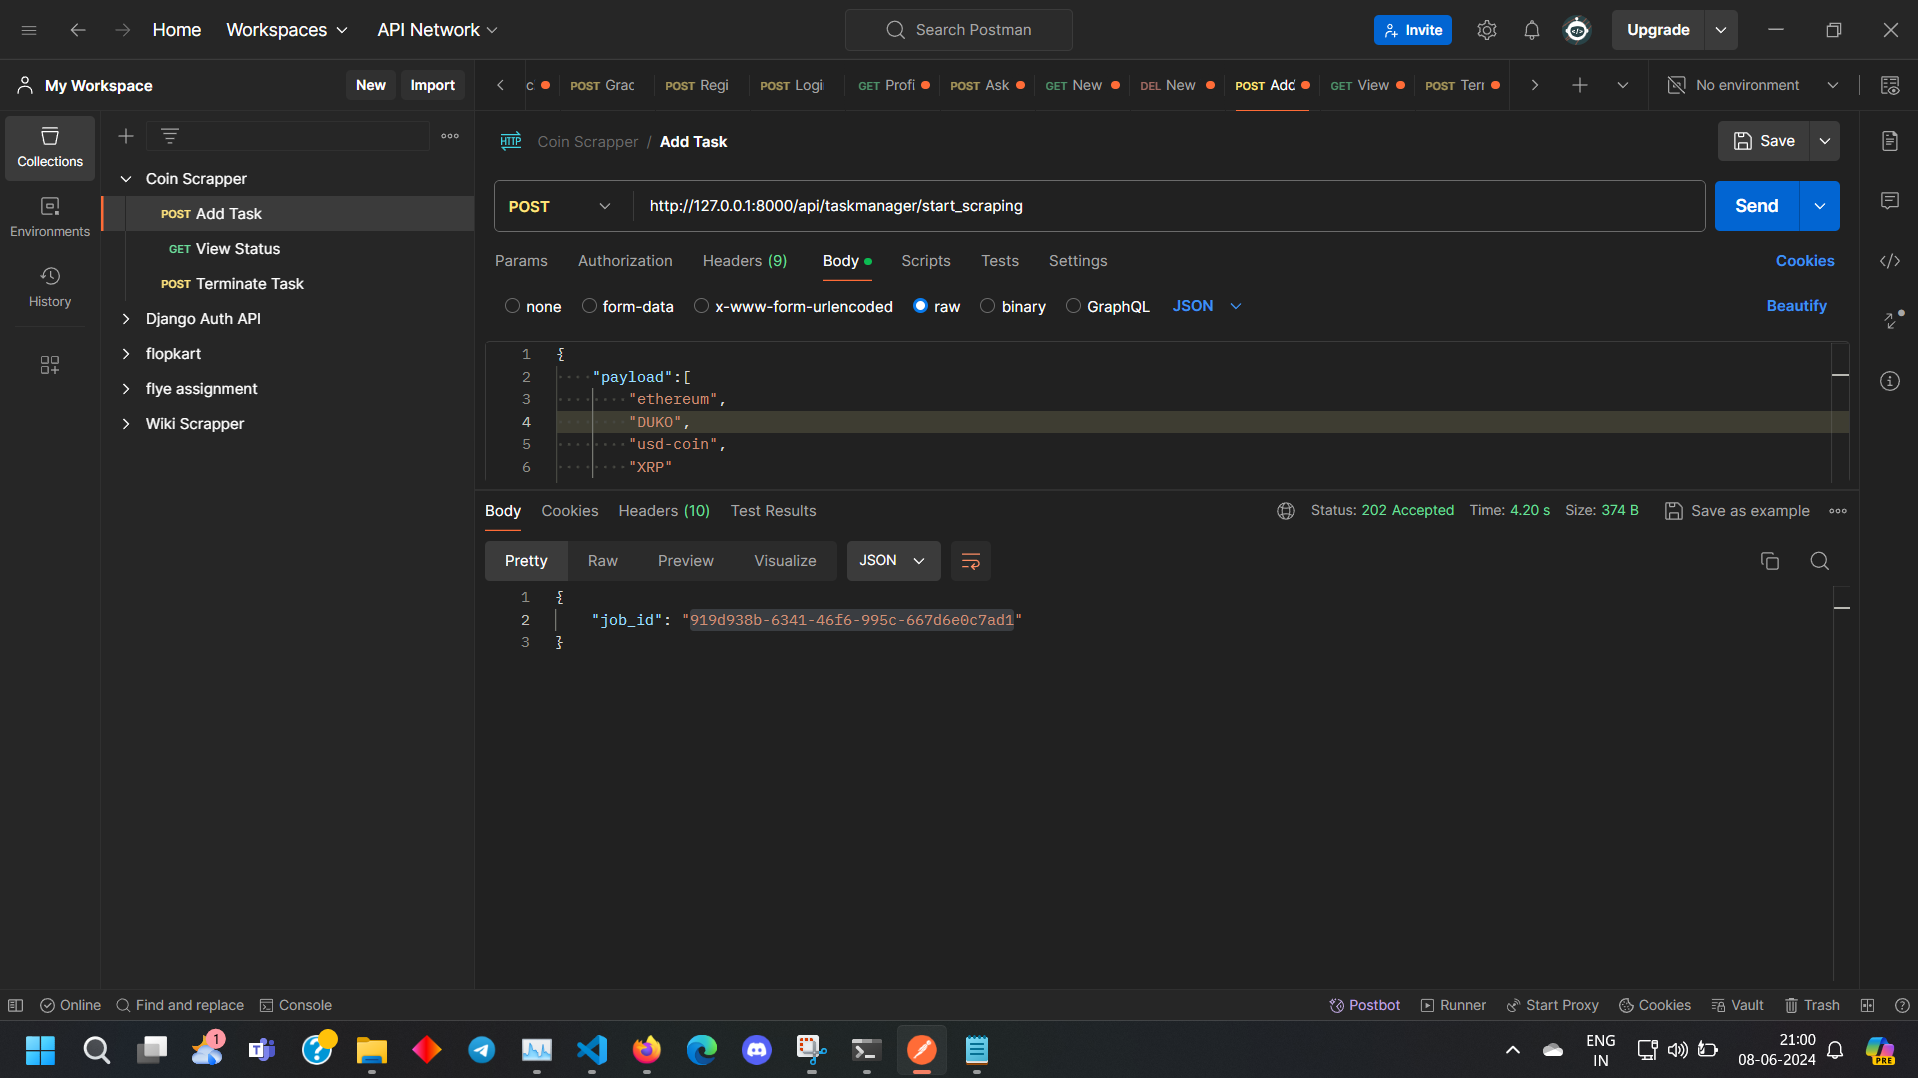 Home Workspaces API Network Search Postman Invite Upgrade
My Workspace New Import
POST Grac POST Regi POST Logi GET Profi POST Ask GET New DEL New POST Add GET View POST Teri No environment
Collections
Environments
History
Coin Scrapper
POST Add Task
GET View Status
POST Terminate Task
Django Auth API
flopkart
flye assignment
Wiki Scrapper
HTTP Coin Scrapper / Add Task Save
POST http://127.0.0.1:8000/api/taskmanager/start_scraping Send
Params Authorization Headers (9) Body Scripts Tests Settings Cookies
none form-data x-www-form-urlencoded raw binary GraphQL JSON Beautify
1 {
2 "payload":[
3 "ethereum",
4 "DUKO",
5 "usd-coin",
6 "XRP"
Body Cookies Headers (10) Test Results Status: 202 Accepted Time: 4.20 s Size: 374 B Save as example
Pretty Raw Preview Visualize JSON
1 {
2 "job_id": "919d938b-6341-46f6-995c-667d6e0c7ad1"
3 }
Online Find and replace Console Postbot Runner Start Proxy Cookies Vault Trash
1
ENG
IN
21:00
08-06-2024
PRE